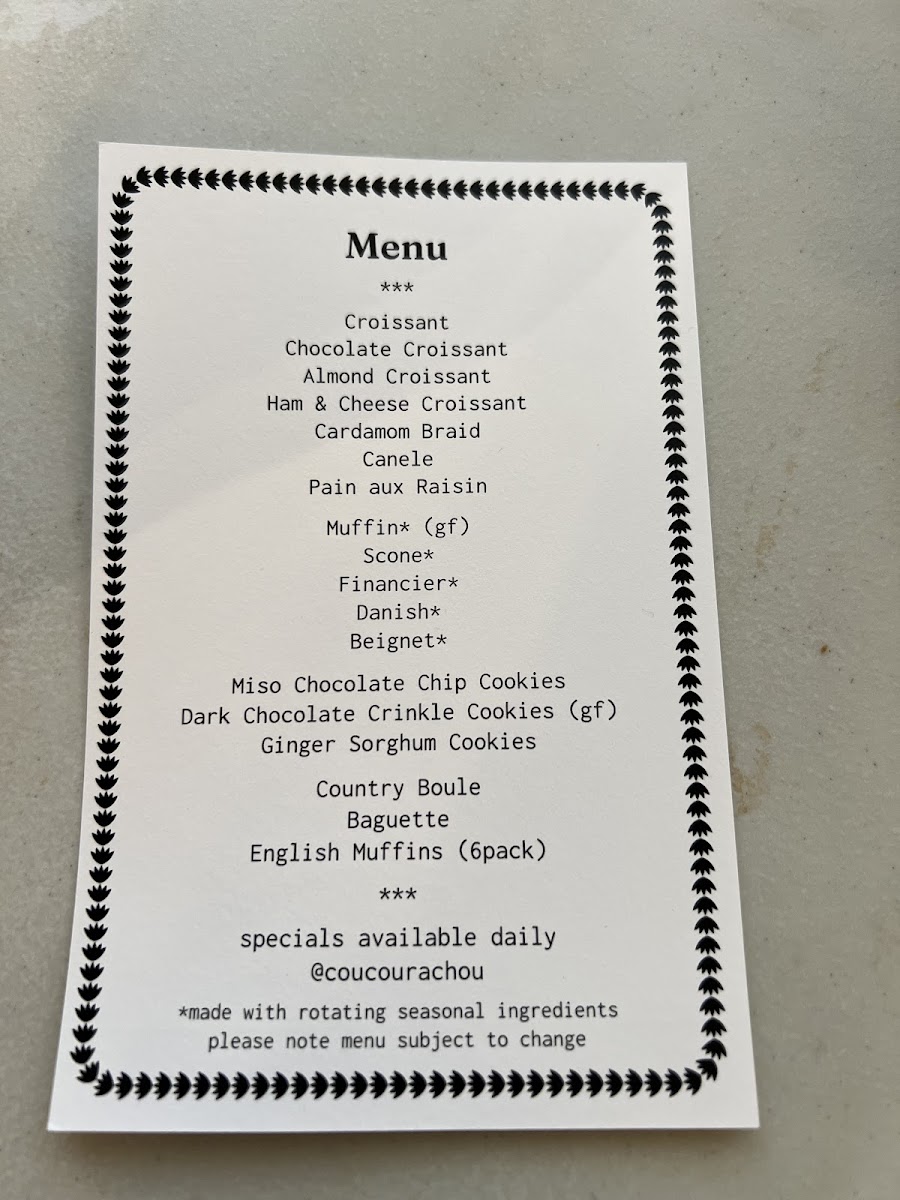 Menu
***
Croissant
Chocolate Croissant
Almond Croissant
Ham & Cheese Croissant
Cardamom Braid
Canele
Pain aux Raisin
Muffin* (gf)
Scone*
Financier*
Danish*
Beignet*
Miso Chocolate Chip Cookies
Dark Chocolate Crinkle Cookies (gf)
Ginger Sorghum Cookies
Country Boule
Baguette
English Muffins (6pack)
***
specials available daily
@coucourachou
*made with rotating seasonal ingredients
please note menu subject to change